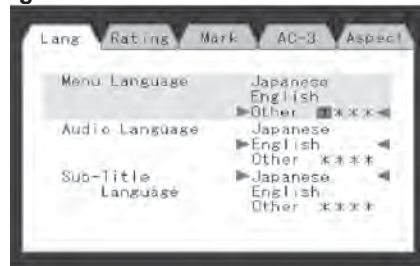 Lang Rating Mark AC-3 Aspect
Menu Language Japanese
English
▶Other ****◀
Audio Language Japanese
▶English ◀
Other ****
Sub-Title ▶Japanese ◀
Language English
Other ****